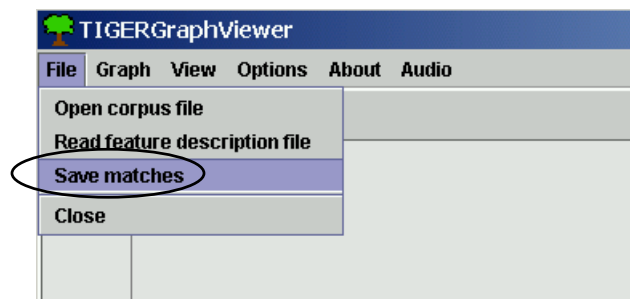 TIGERGraphViewer
File Graph View Options About Audio
Open corpus file
Read feature description file
Save matches
Close